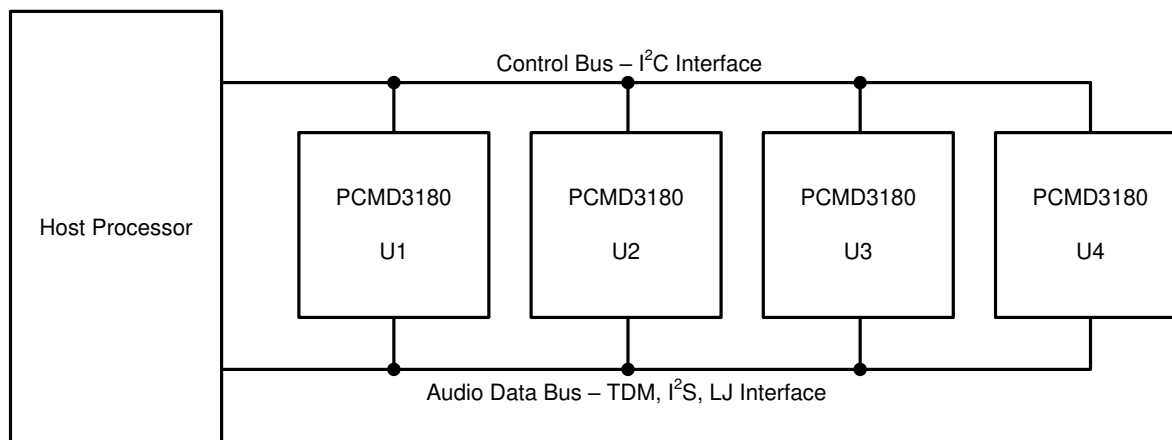 Control Bus – I²C Interface
Host Processor
PCMD3180
U1
PCMD3180
U2
PCMD3180
U3
PCMD3180
U4
Audio Data Bus – TDM, I²S, LJ Interface